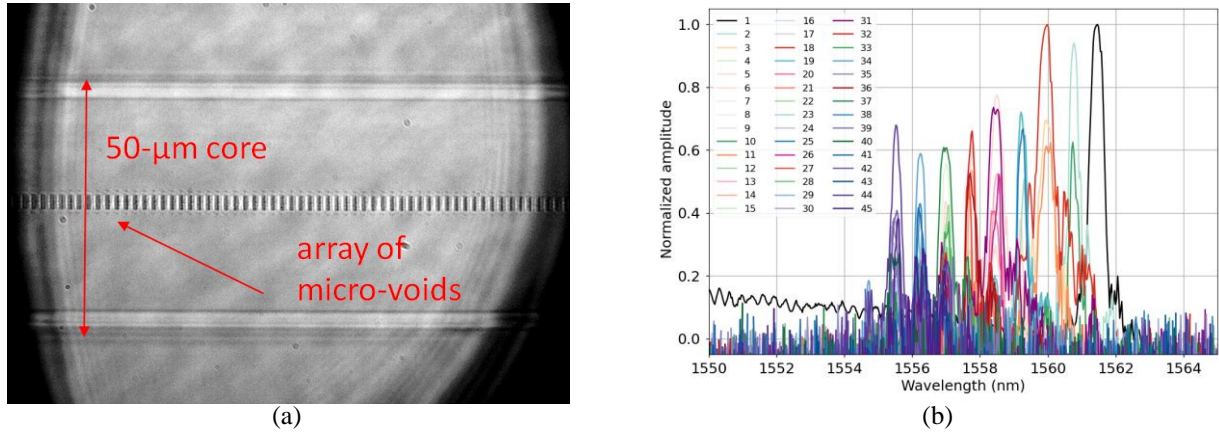 50-μm core
array of
micro-voids
(a)
Normalized amplitude
1.0
0.8
0.6
0.4
0.2
0.0
1 16 31
2 17 32
3 18 33
4 19 34
5 20 35
6 21 36
7 22 37
8 23 38
9 24 39
10 25 40
11 26 41
12 27 42
13 28 43
14 29 44
15 30 45
1550 1552 1554 1556 1558 1560 1562 1564
Wavelength (nm)
(b)